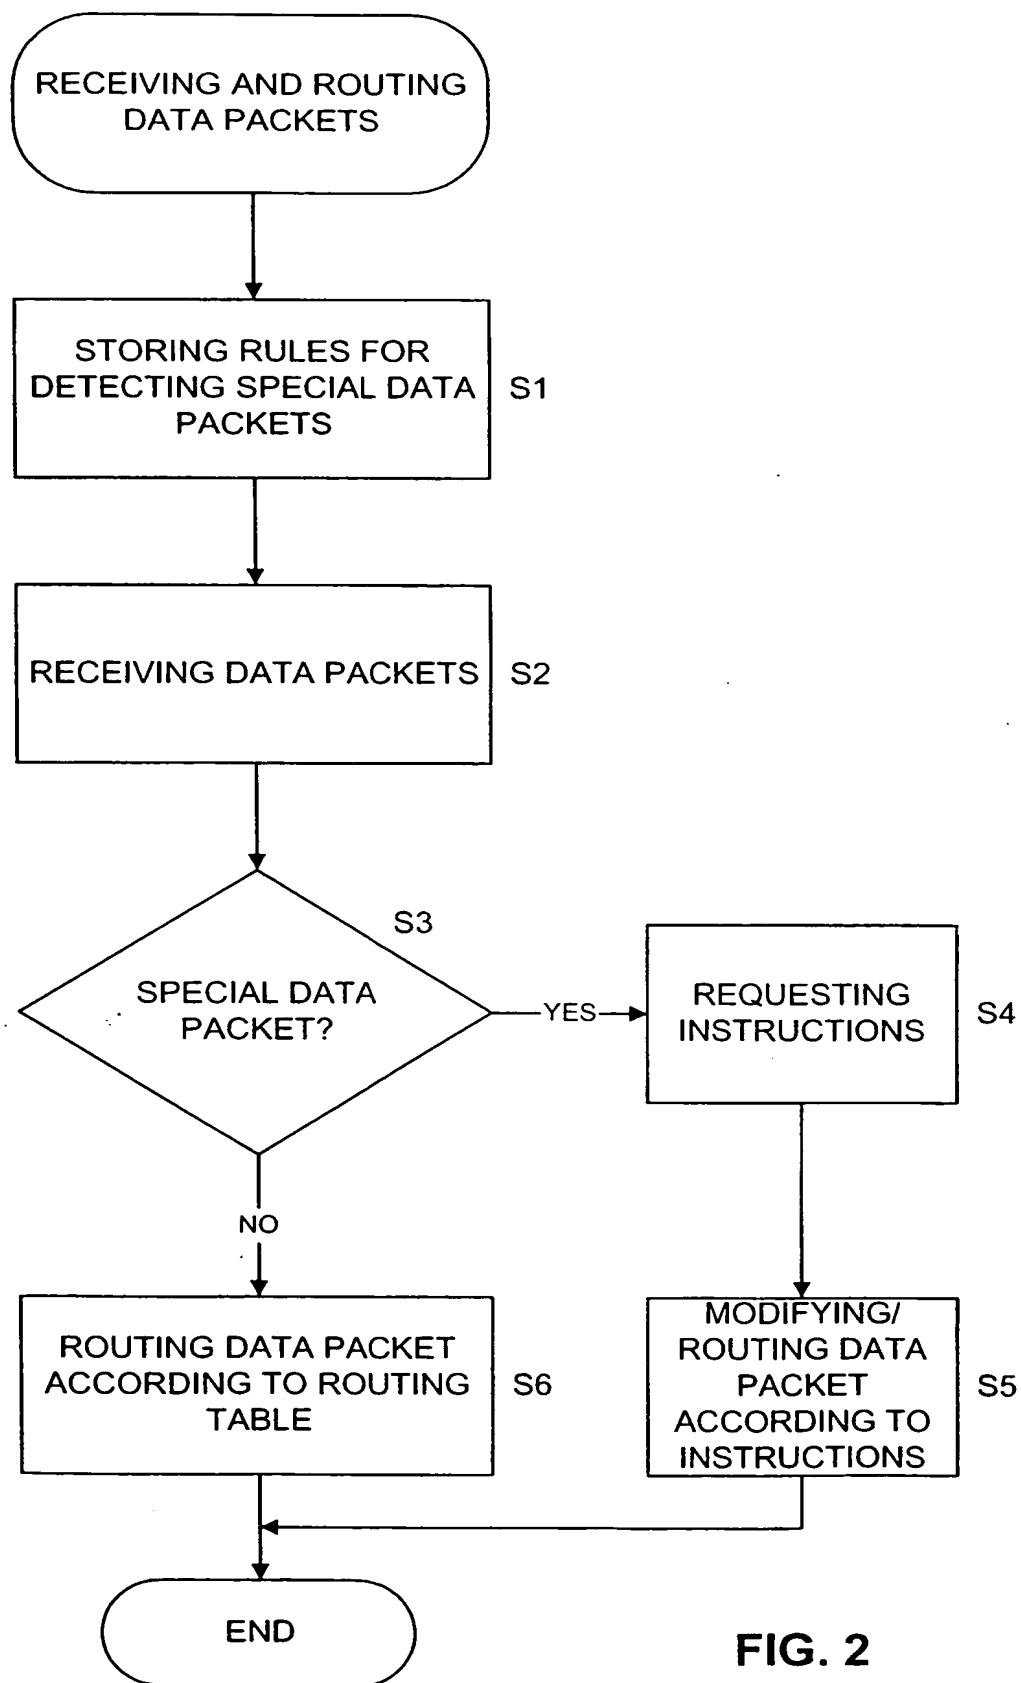 RECEIVING AND ROUTING
DATA PACKETS
STORING RULES FOR
DETECTING SPECIAL DATA
PACKETS
S1
RECEIVING DATA PACKETS
S2
S3
SPECIAL DATA
PACKET?
YES
REQUESTING
INSTRUCTIONS
S4
NO
ROUTING DATA PACKET
ACCORDING TO ROUTING
TABLE
S6
MODIFYING/
ROUTING DATA
PACKET
ACCORDING TO
INSTRUCTIONS
S5
END
FIG. 2